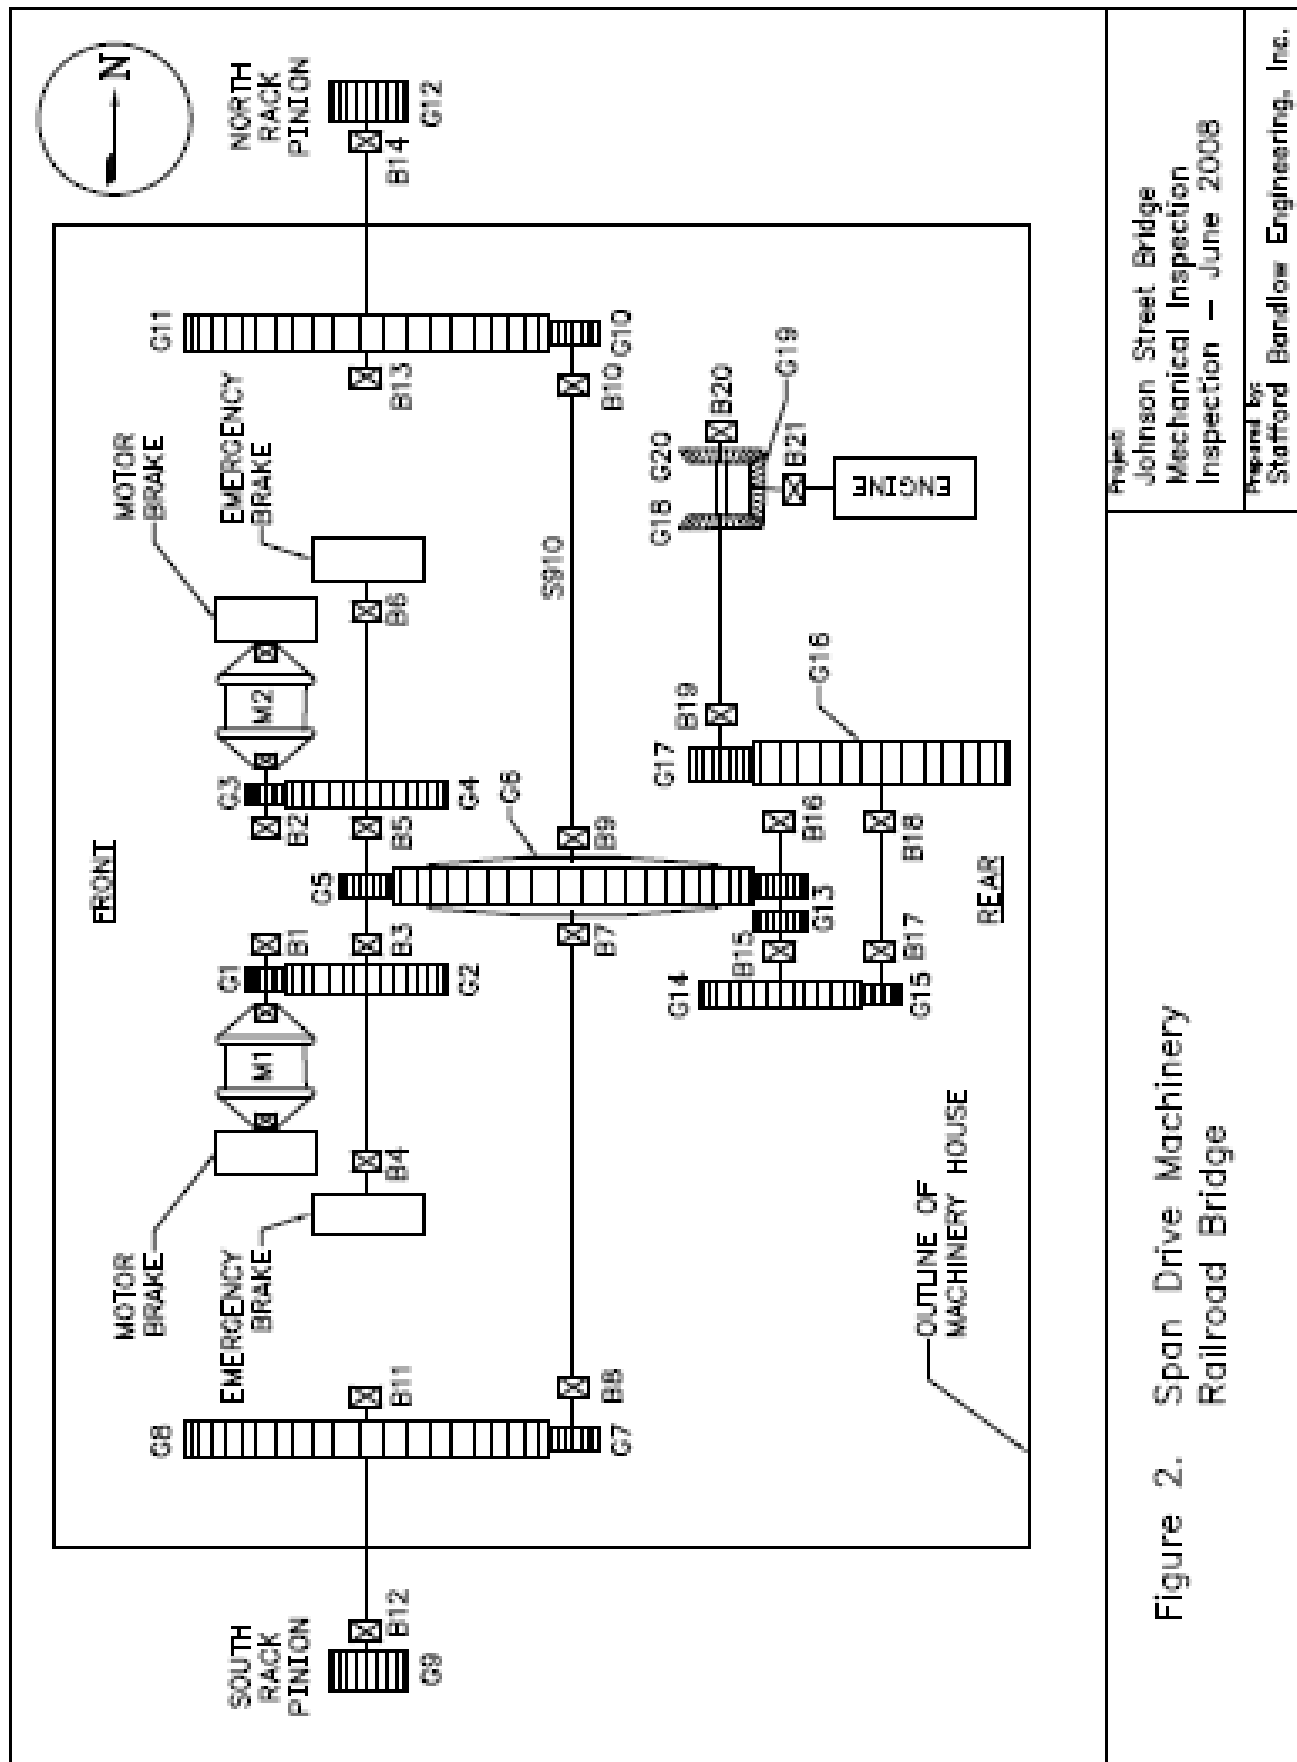 N
NORTH
RACK
PINION
G12
B14
G11
B13
G10
B10
MOTOR
BRAKE
EMERGENCY
BRAKE
M2
B6
G3
B2
G4
B5
S910
G20
G18
B20
G19
B21
ENGINE
B19
G17
G16
FRONT
G5
G6
B9
B7
G13
B16
B18
B15
B17
G14
G15
REAR
G1
B1
B3
G2
M1
MOTOR
BRAKE
B4
EMERGENCY
BRAKE
B11
G8
B8
G7
OUTLINE OF
MACHINERY HOUSE
SOUTH
RACK
PINION
B12
G9
Figure 2. Span Drive Machinery
Railroad Bridge
Project:
Johnson Street Bridge
Mechanical Inspection
Inspection - June 2008
Prepared by:
Stafford Bandlow Engineering, Inc.